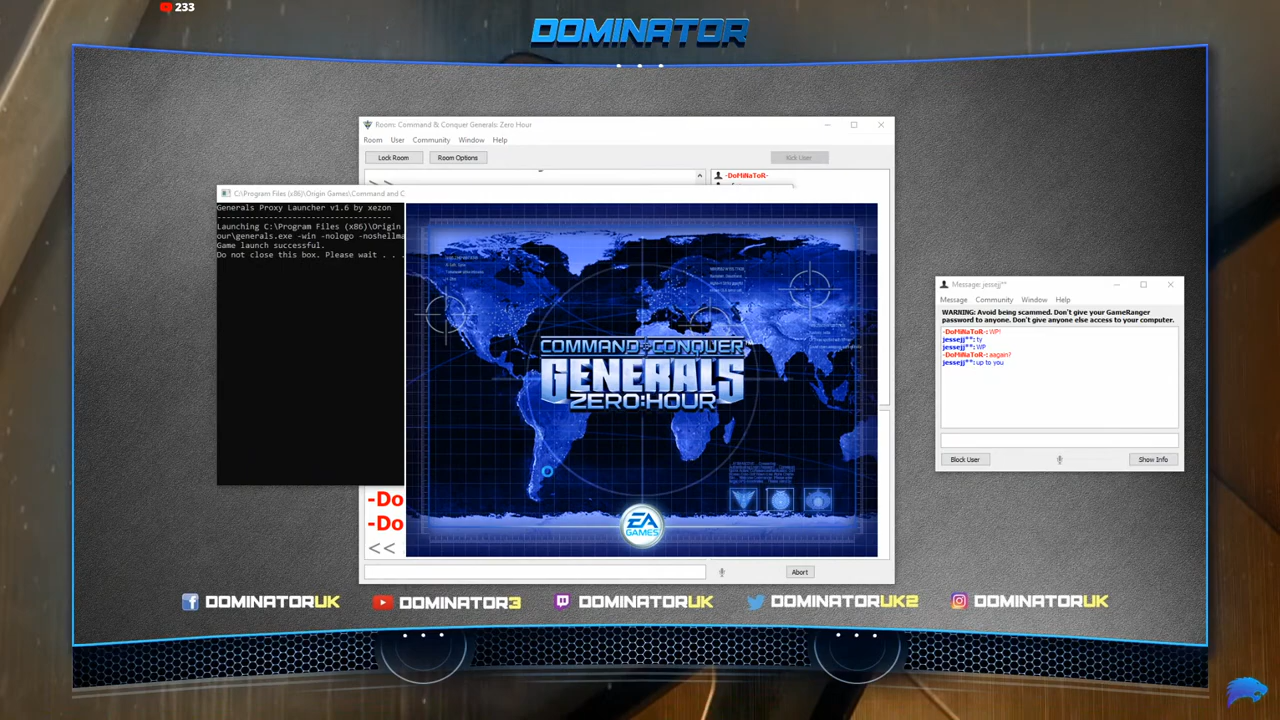 233
DOMINATOR
Room: Command & Conquer Generals: Zero Hour
Room User Community Window Help
Lock Room
Room Options
Kick User
-DoMiNaToR-
C:\Program Files (x86)\Origin Games\Command and C
Generals Proxy Launcher v1.6 by xezon
----------------------------------------
Launching C:\Program Files (x86)\Origin
our\generals.exe -win -nologo -noshellma
Game launch successful.
Do not close this box. Please wait . . .
COMMAND & CONQUER™
GENERALS
ZERO:HOUR
EA
GAMES
-Do
-Do
<<
Abort
Message: jessejj**
Message Community Window Help
WARNING: Avoid being scammed. Don't give your GameRanger
password to anyone. Don't give anyone else access to your computer.
-DoMiNaToR-: WP!
jessejj**: ty
jessejj**: WP
-DoMiNaToR-: aagain?
jessejj**: up to you
Block User
Show Info
DOMINATORUK
DOMINATOR3
DOMINATORUK
DOMINATORUK2
DOMINATORUK